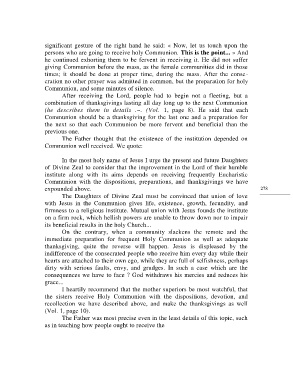 significant gesture of the right hand he said: « Now, let us touch upon the
persons who are going to receive holy Communion. This is the point... » And
he continued exhorting them to be fervent in receiving it. He did not suffer
giving Communion before the mass, as the female communities did in those
times; it should be done at proper time, during the mass. After the conse-
cration no other prayer was admitted in common, but the preparation for holy
Communion, and some minutes of silence.
After receiving the Lord, people had to begin not a fleeting, but a
combination of thanksgivings lasting all day long up to the next Communion
(he describes them in details .–. (Vol. 1, page 8). He said that each
Communion should be a thanksgiving for the last one and a preparation for
the next so that each Communion be more fervent and beneficial than the
previous one.
The Father thought that the existence of the institution depended on
Communion well received. We quote:
In the most holy name of Jesus I urge the present and future Daughters
of Divine Zeal to consider that the improvement in the Lord of their humble
institute along with its aims depends on receiving frequently Eucharistic
Communion with the dispositions, preparations, and thanksgivings we have
expounded above.
278
The Daughters of Divine Zeal must be convinced that union of love
with Jesus in the Communion gives life, existence, growth, fecundity, and
firmness to a religious institute. Mutual union with Jesus founds the institute
on a firm rock, which hellish powers are unable to throw down nor to impair
its beneficial results in the holy Church...
On the contrary, when a community slackens the remote and the
immediate preparation for frequent Holy Communion as well as adequate
thanksgiving, quite the reverse will happen. Jesus is displeased by the
indifference of the consecrated people who receive him every day while their
hearts are attached to their own ego, while they are full of selfishness, perhaps
dirty with serious faults, envy, and grudges. In such a case which are the
consequences we have to face ? God withdraws his mercies and reduces his
grace...
I heartily recommend that the mother superiors be most watchful, that
the sisters receive Holy Communion with the dispositions, devotion, and
recollection we have described above, and make the thanksgivings as well
(Vol. 1, page 10).
The Father was most precise even in the least details of this topic, such
as in teaching how people ought to receive the